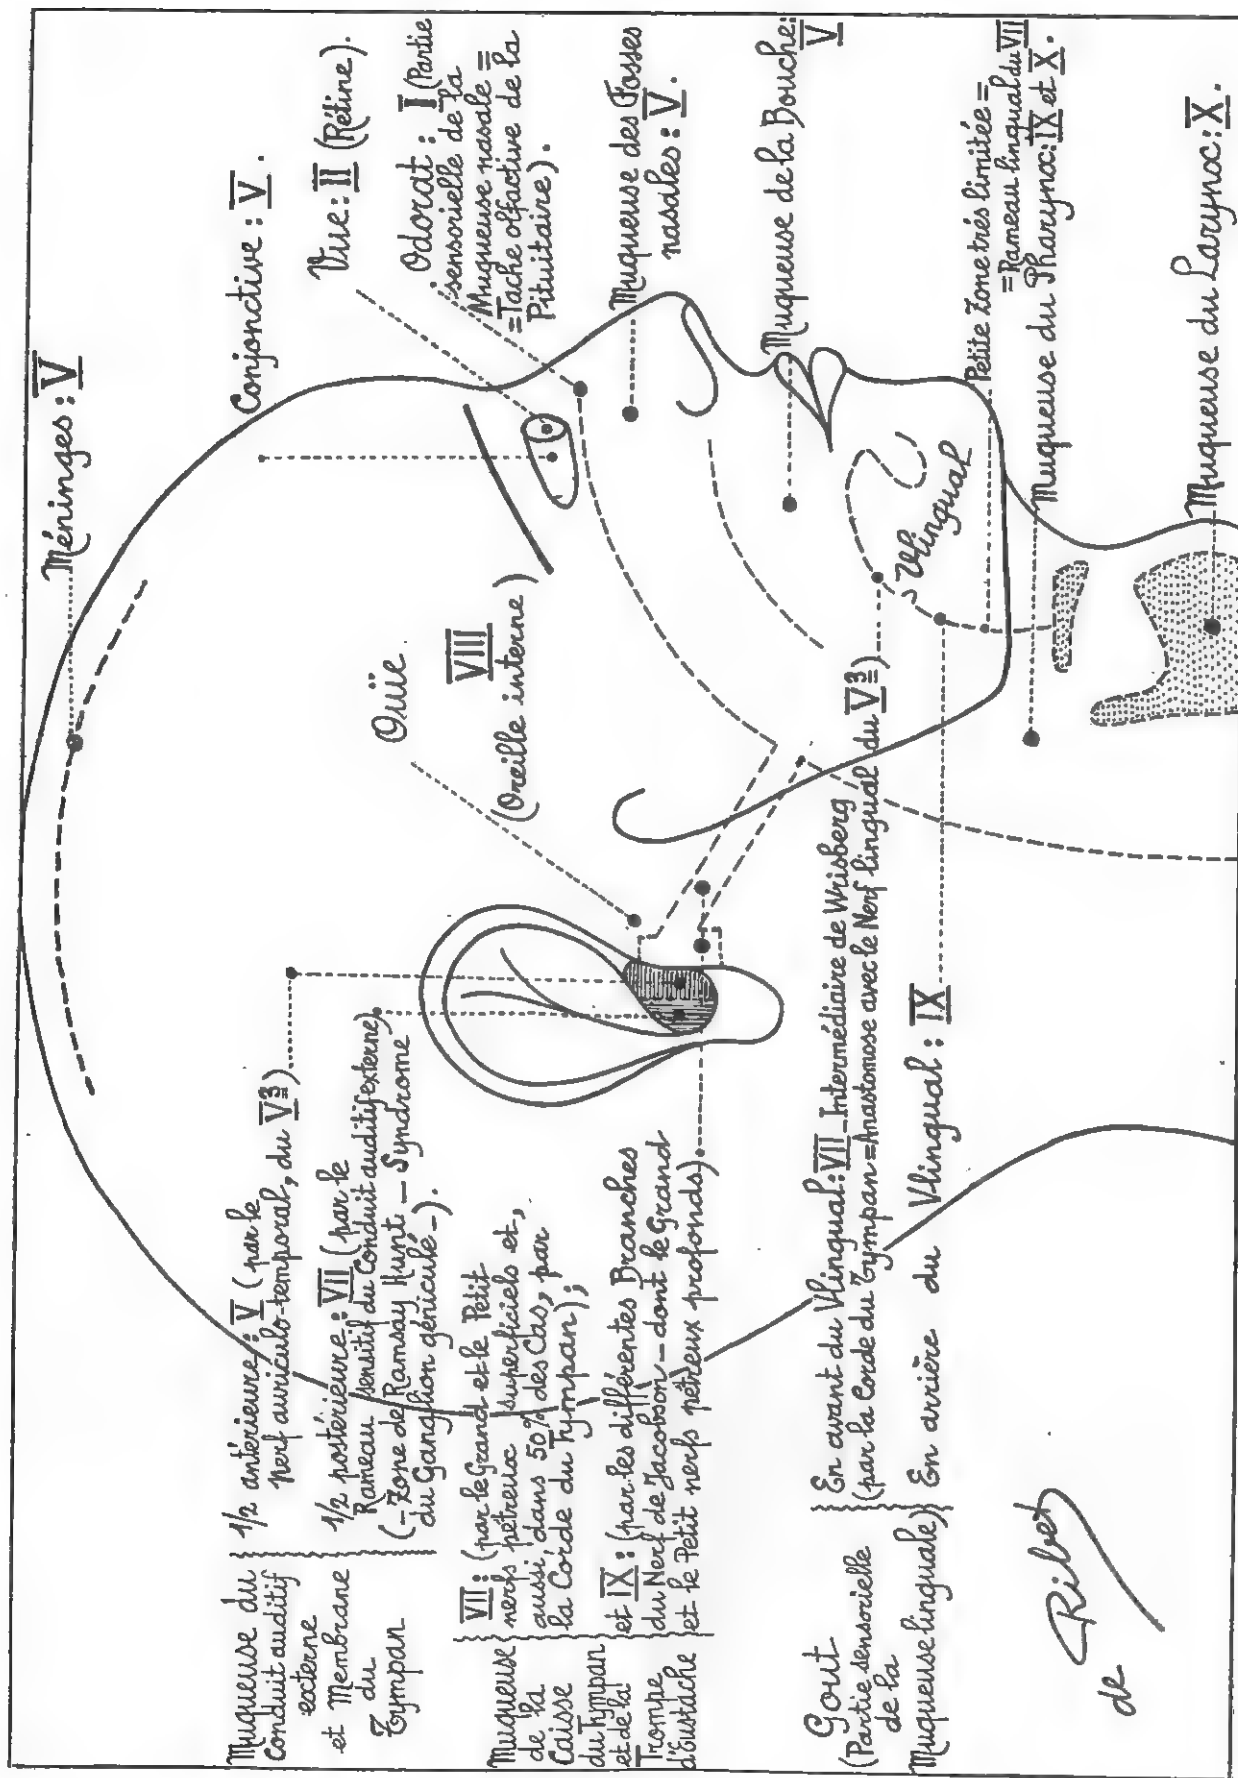 Méninges : V
Conjonctive : V.
Vue : II (Rétine).
Odorat : I (Partie
sensorielle de la
Muqueuse nasale =
=Tache olfactive de la
Pituitaire).
Muqueuse des Fosses
nasales : V.
Muqueuse de la Bouche: V
Petite Zone très limitée =
=Rameau lingual du VII
Muqueuse du Pharynx: IX et X.
Muqueuse du Larynx: X.
Ouïe
VIII
(Oreille interne)
V lingual
Muqueuse du
Conduit auditif
externe
et Membrane
du
Tympan
1/2 antérieure : V (par le
nerf auriculo-temporal, du V3)
1/2 postérieure : VII (par le
Rameau sensitif du Conduit auditif externe)
(-Zone de Ramsay Hunt - Syndrome
du Ganglion géniculé-).
Muqueuse
de la
Caisse
du Tympan
et de la
Trompe
d'Eustache
VII : (par le Grand et le Petit
nerfs pétreux superficiels et,
aussi, dans 50% des Cas, par
la Corde du Tympan);
et IX : (par les différentes Branches
du Nerf de Jacobson - dont le Grand
et le Petit nerfs pétreux profonds)
Gout
(Partie sensorielle
de la
Muqueuse linguale)
En avant du V lingual: VII - Intermédiaire de Wrisberg
(par la Corde du Tympan = Anastomose avec le Nerf lingual du V3)
En arrière du V lingual : IX
de Ribet